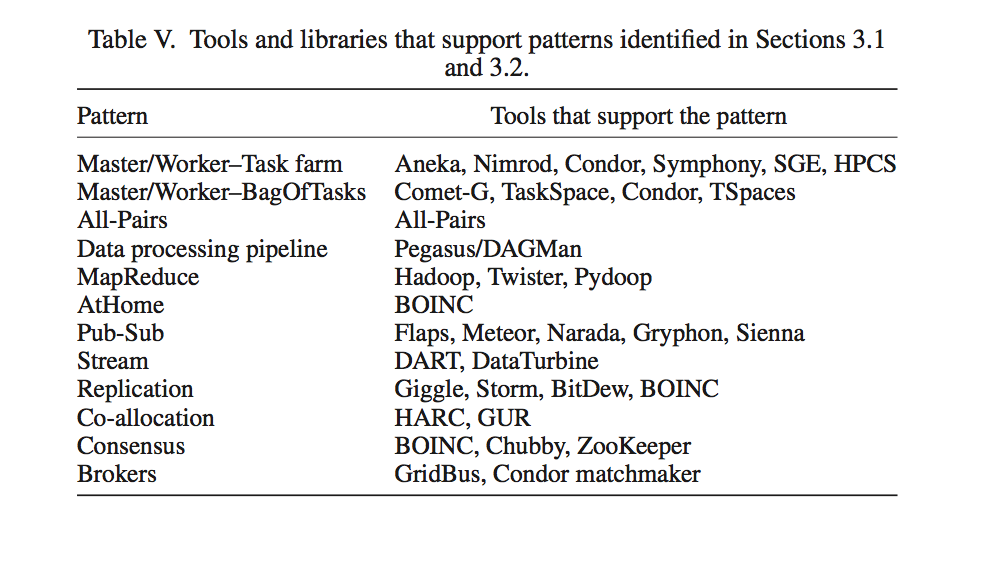 Table V. Tools and libraries that support patterns identified in Sections 3.1
and 3.2.
Pattern Tools that support the pattern
Master/Worker–Task farm Aneka, Nimrod, Condor, Symphony, SGE, HPCS
Master/Worker–BagOfTasks Comet-G, TaskSpace, Condor, TSpaces
All-Pairs All-Pairs
Data processing pipeline Pegasus/DAGMan
MapReduce Hadoop, Twister, Pydoop
AtHome BOINC
Pub-Sub Flaps, Meteor, Narada, Gryphon, Sienna
Stream DART, DataTurbine
Replication Giggle, Storm, BitDew, BOINC
Co-allocation HARC, GUR
Consensus BOINC, Chubby, ZooKeeper
Brokers GridBus, Condor matchmaker